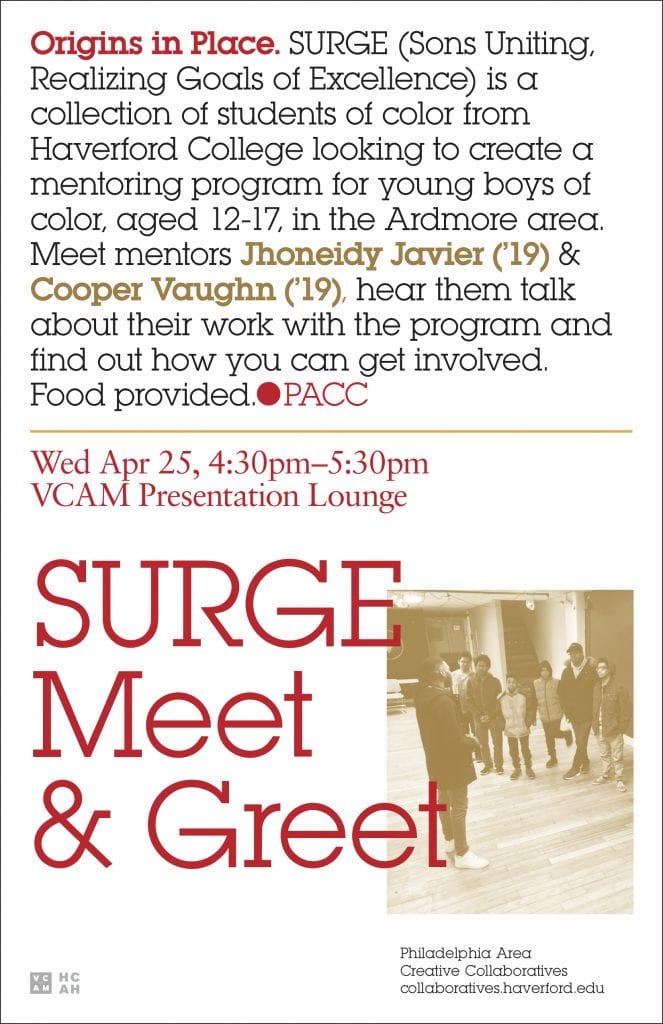 Origins in Place. SURGE (Sons Uniting,
Realizing Goals of Excellence) is a
collection of students of color from
Haverford College looking to create a
mentoring program for young boys of
color, aged 12-17, in the Ardmore area.
Meet mentors Jhoneidy Javier (’19) &
Cooper Vaughn (’19), hear them talk
about their work with the program and
find out how you can get involved.
Food provided.●PACC
Wed Apr 25, 4:30pm–5:30pm
VCAM Presentation Lounge
SURGE
Meet
& Greet
Philadelphia Area
Creative Collaboratives
collaboratives.haverford.edu
VC HC
AM AH